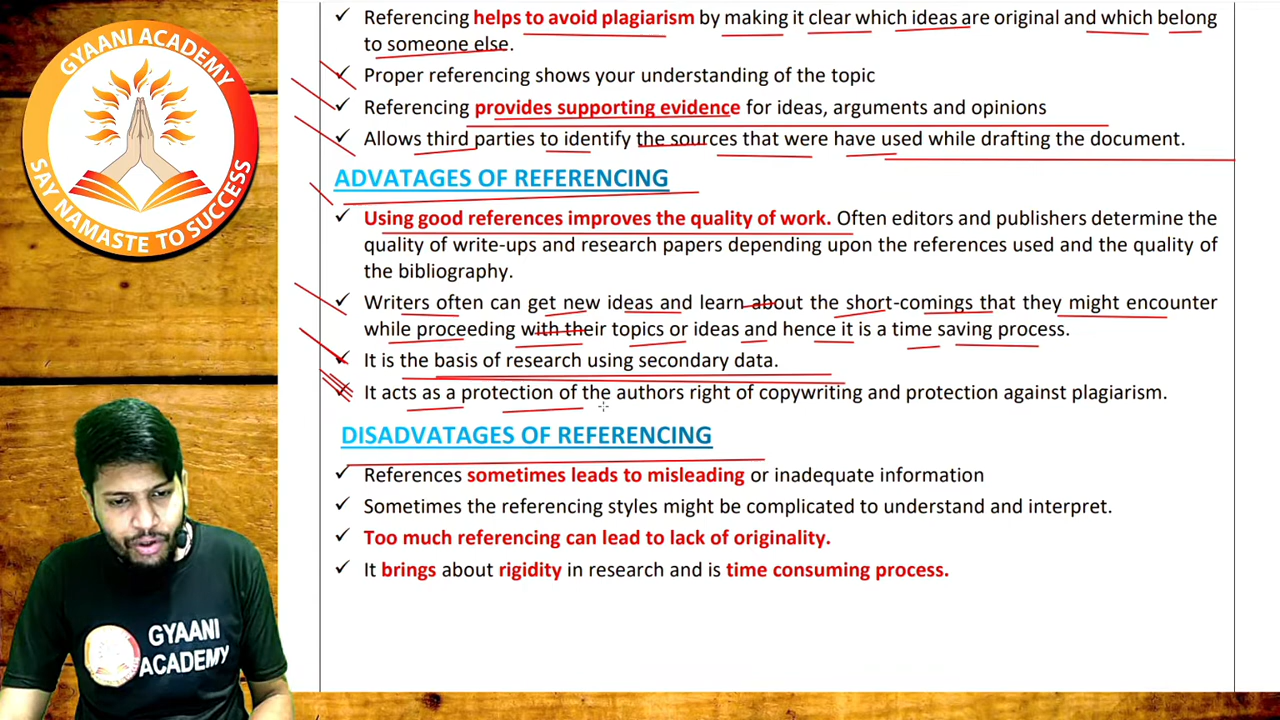 GYAANI ACADEMY
SAY NAMASTE TO SUCCESS
✓ Referencing helps to avoid plagiarism by making it clear which ideas are original and which belong
to someone else.
✓ Proper referencing shows your understanding of the topic
✓ Referencing provides supporting evidence for ideas, arguments and opinions
✓ Allows third parties to identify the sources that were have used while drafting the document.
ADVATAGES OF REFERENCING
✓ Using good references improves the quality of work. Often editors and publishers determine the
quality of write-ups and research papers depending upon the references used and the quality of
the bibliography.
✓ Writers often can get new ideas and learn about the short-comings that they might encounter
while proceeding with their topics or ideas and hence it is a time saving process.
✓ It is the basis of research using secondary data.
✓ It acts as a protection of the authors right of copywriting and protection against plagiarism.
DISADVATAGES OF REFERENCING
✓ References sometimes leads to misleading or inadequate information
✓ Sometimes the referencing styles might be complicated to understand and interpret.
✓ Too much referencing can lead to lack of originality.
✓ It brings about rigidity in research and is time consuming process.
GYAANI
ACADEMY